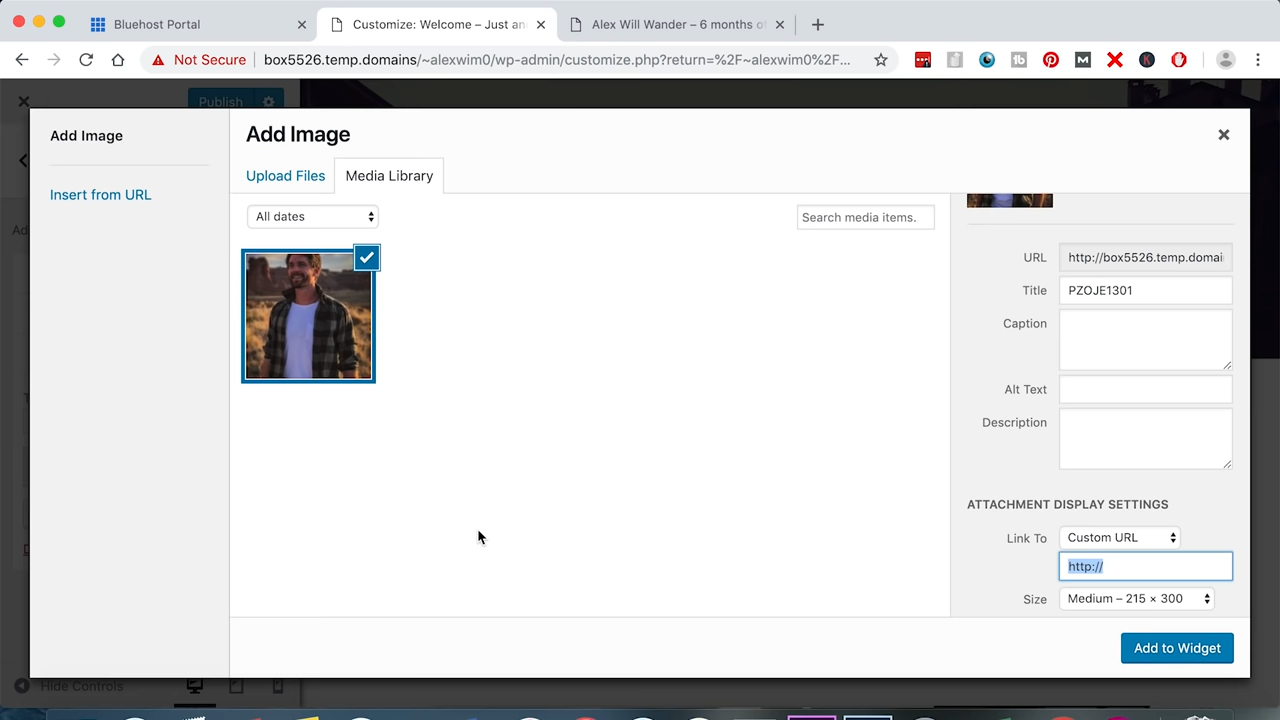 Bluehost Portal
Customize: Welcome – Just an
Alex Will Wander – 6 months of
Not Secure
box5526.temp.domains/~alexwim0/wp-admin/customize.php?return=%2F~alexwim0%2F...
Publish
Add Image
Insert from URL
Add Image
Upload Files
Media Library
All dates
Search media items.
URL
http://box5526.temp.domai
Title
PZOJE1301
Caption
Alt Text
Description
ATTACHMENT DISPLAY SETTINGS
Link To
Custom URL
http://
Size
Medium – 215 × 300
Add to Widget
Hide Controls